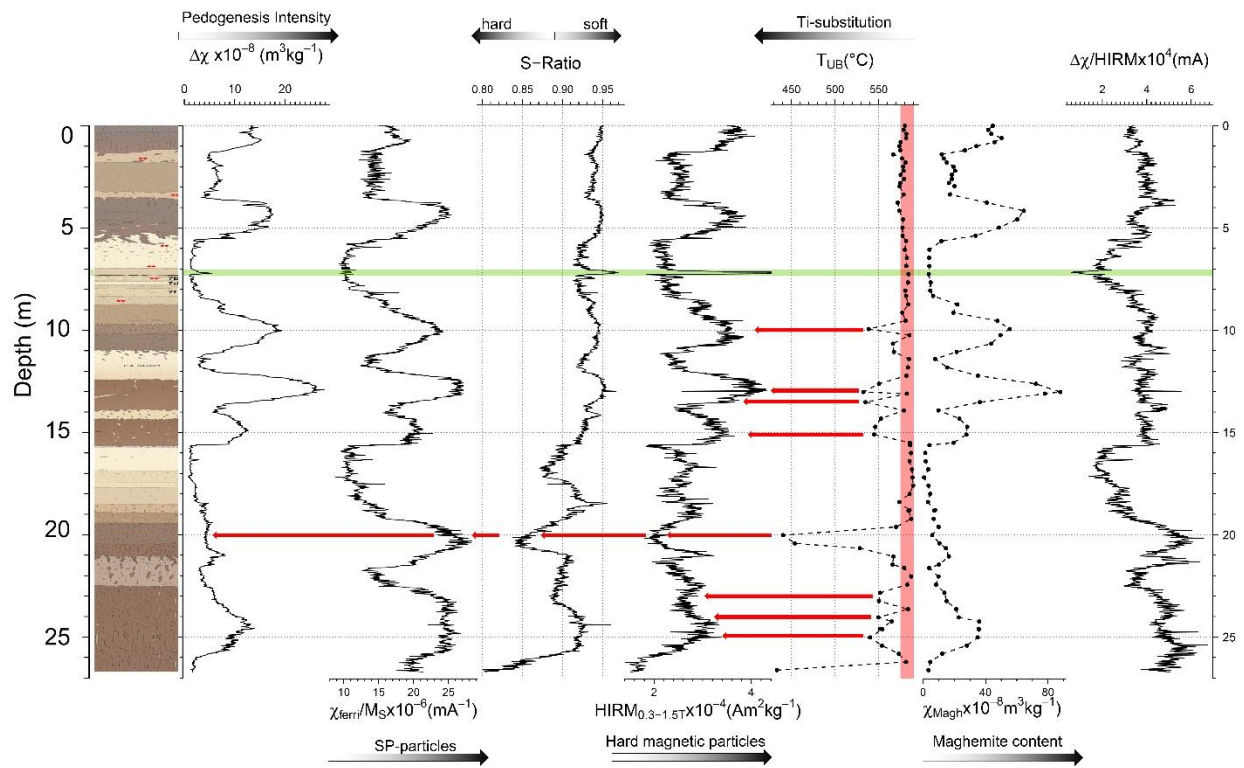 Pedogenesis Intensity
hard
soft
Ti-substitution
Δχ x10⁻⁸ (m³kg⁻¹)
S−Ratio
T_UB(°C)
Δχ/HIRMx10⁴(mA)
0 10 20
0.80 0.85 0.90 0.95
450 550
2 4 6
Depth (m)
0 0
5 5
10 10
15 15
20 20
25 25
10 15 20 25
2 3 4
0 40 80
χ_ferri/M_S x10⁻⁶(mA⁻¹)
HIRM_0.3−1.5T x10⁻⁴(Am²kg⁻¹)
χ_Magh x10⁻⁸m³kg⁻¹)
SP-particles
Hard magnetic particles
Maghemite content